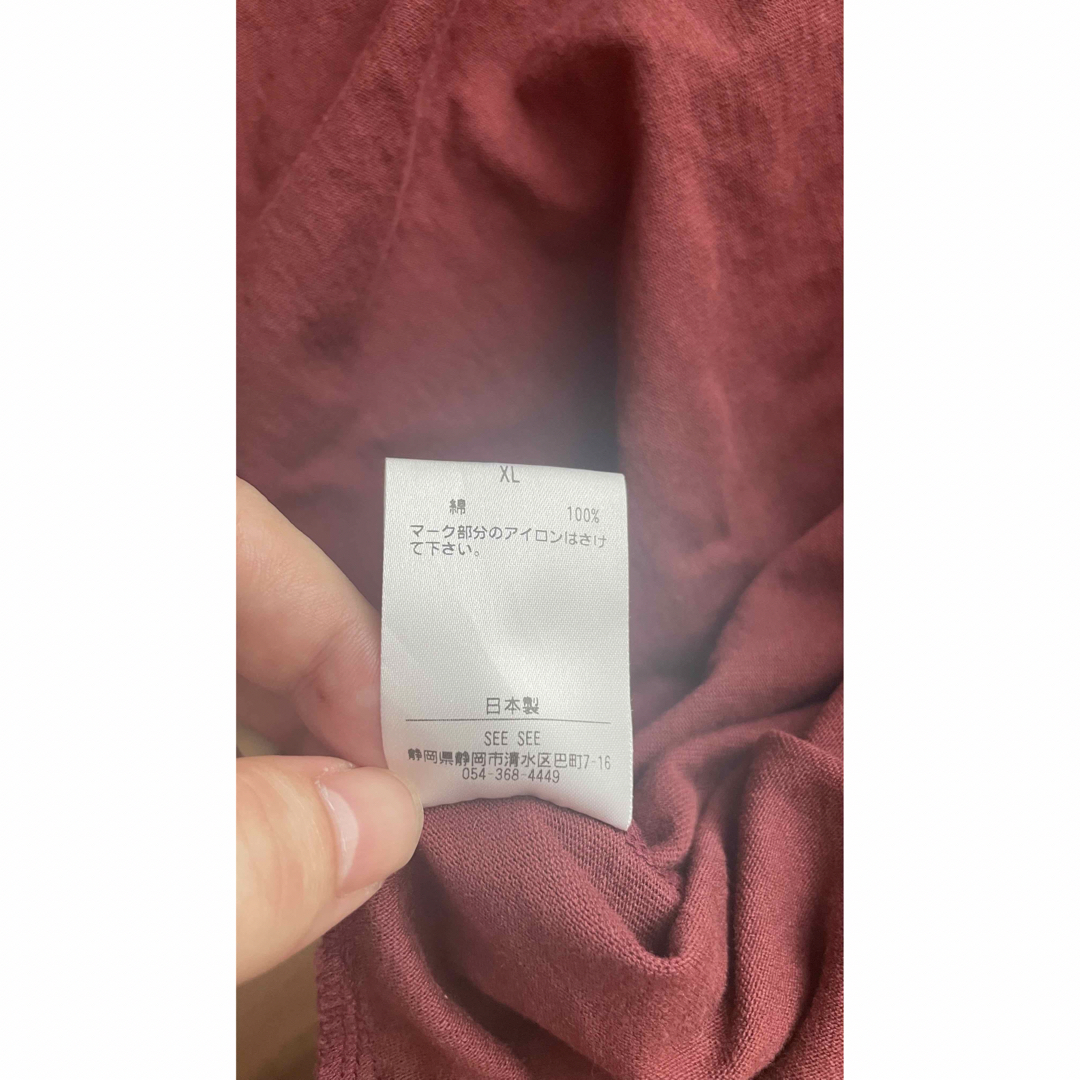 XL
綿 100%
マーク部分のアイロンはさけ
て下さい。
日本製
SEE SEE
静岡県静岡市清水区巴町7-16
054-368-4449